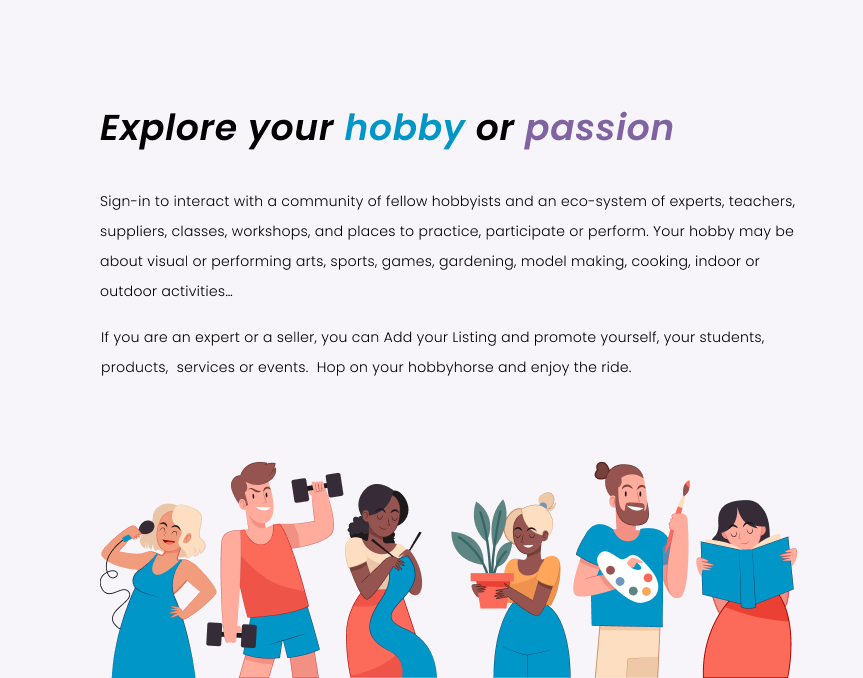 Explore your hobby or passion
Sign-in to interact with a community of fellow hobbyists and an eco-system of experts, teachers,
suppliers, classes, workshops, and places to practice, participate or perform. Your hobby may be
about visual or performing arts, sports, games, gardening, model making, cooking, indoor or
outdoor activities…
If you are an expert or a seller, you can Add your Listing and promote yourself, your students,
products,  services or events.  Hop on your hobbyhorse and enjoy the ride.